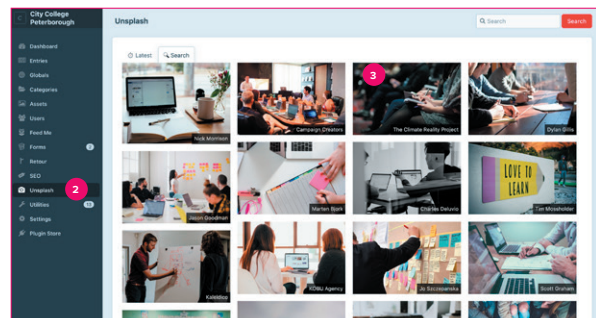 City College
Peterborough
Unsplash
Search
Search
Dashboard
Entries
Globals
Categories
Assets
Users
Feed Me
Forms
Retour
SEO
Unsplash
2
Utilities
Settings
Plugin Store
Latest
Search
3
Nick Morrison
Campaign Creators
The Climate Reality Project
Dylan Gillis
Jason Goodman
Marten Bjork
Charles Deluvio
LOVE TO
LEARN
Tim Mossholder
Kaleidico
KOBU Agency
Jo Szczepanska
Scott Graham